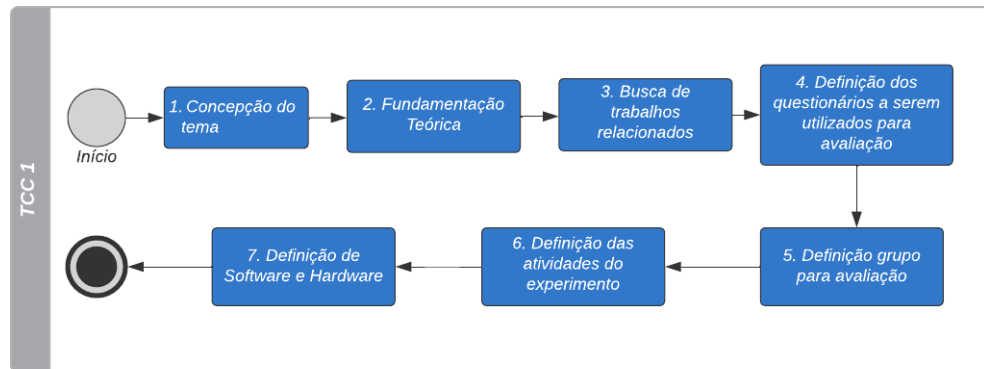 TCC 1
Início
1. Concepção do
tema
2. Fundamentação
Teórica
3. Busca de
trabalhos
relacionados
4. Definição dos
questionários a serem
utilizados para
avaliação
5. Definição grupo
para avaliação
6. Definição das
atividades do
experimento
7. Definição de
Software e Hardware